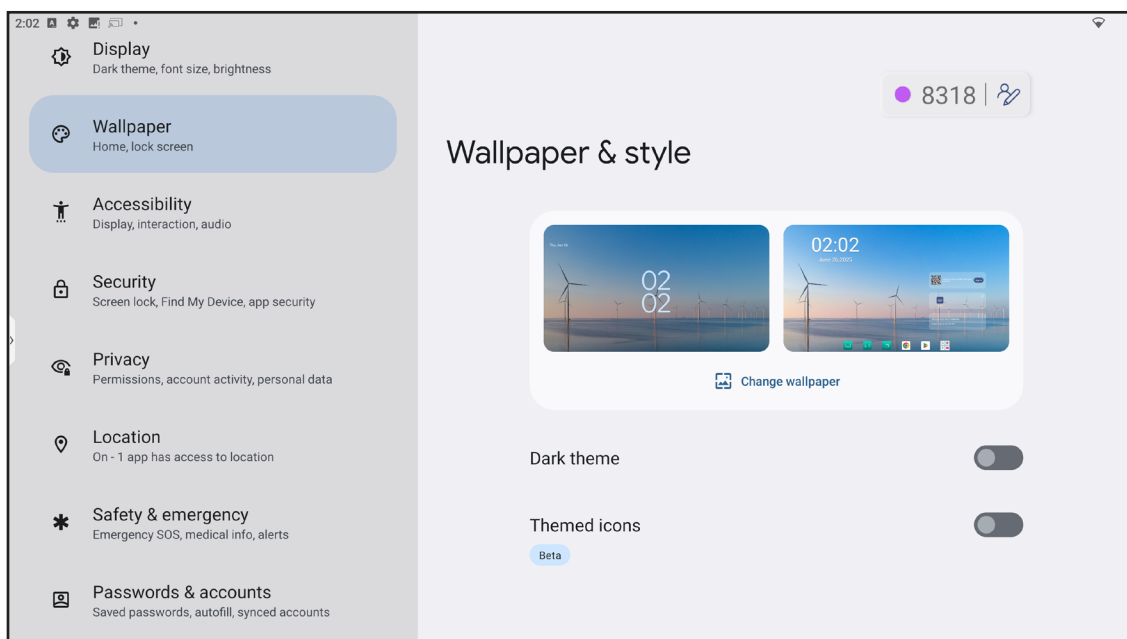 2:02
Display
Dark theme, font size, brightness
Wallpaper
Home, lock screen
Accessibility
Display, interaction, audio
Security
Screen lock, Find My Device, app security
Privacy
Permissions, account activity, personal data
Location
On - 1 app has access to location
Safety & emergency
Emergency SOS, medical info, alerts
Passwords & accounts
Saved passwords, autofill, synced accounts
8318
Wallpaper & style
02
02
02:02
June 26, 2025
Change wallpaper
Dark theme
Themed icons
Beta